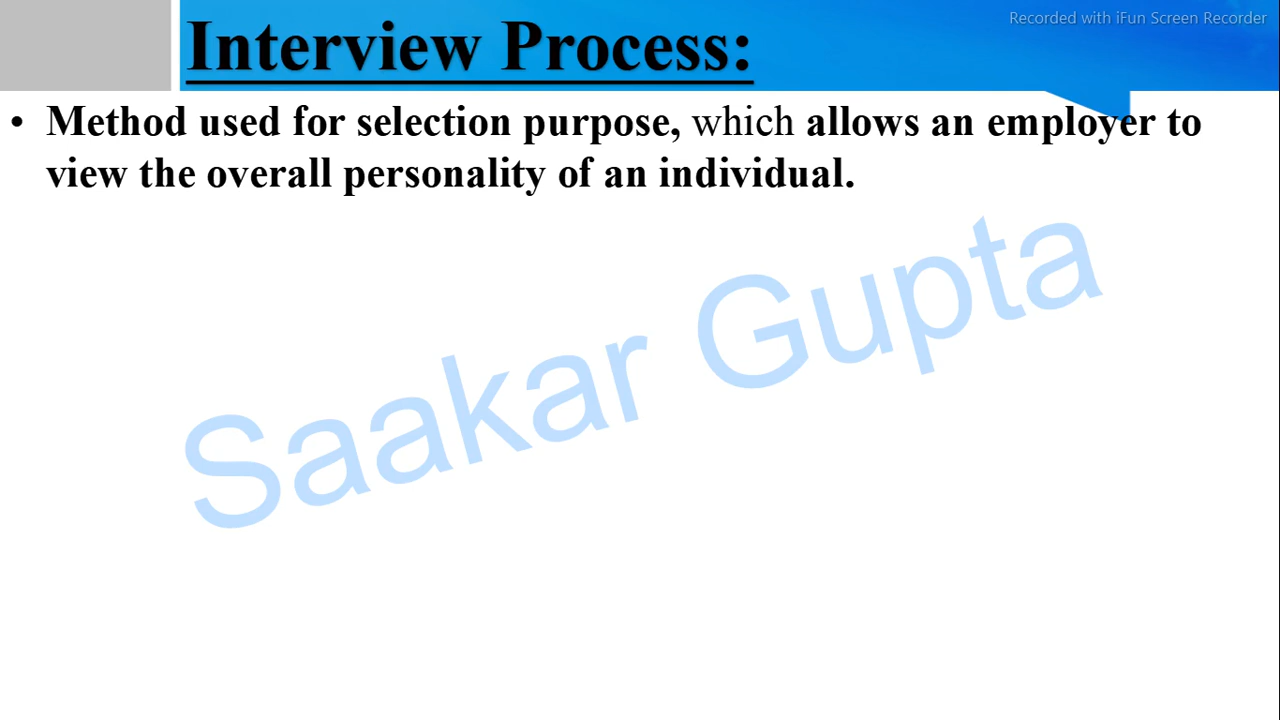 Recorded with iFun Screen Recorder
Interview Process:
• Method used for selection purpose, which allows an employer to
view the overall personality of an individual.
Saakar Gupta